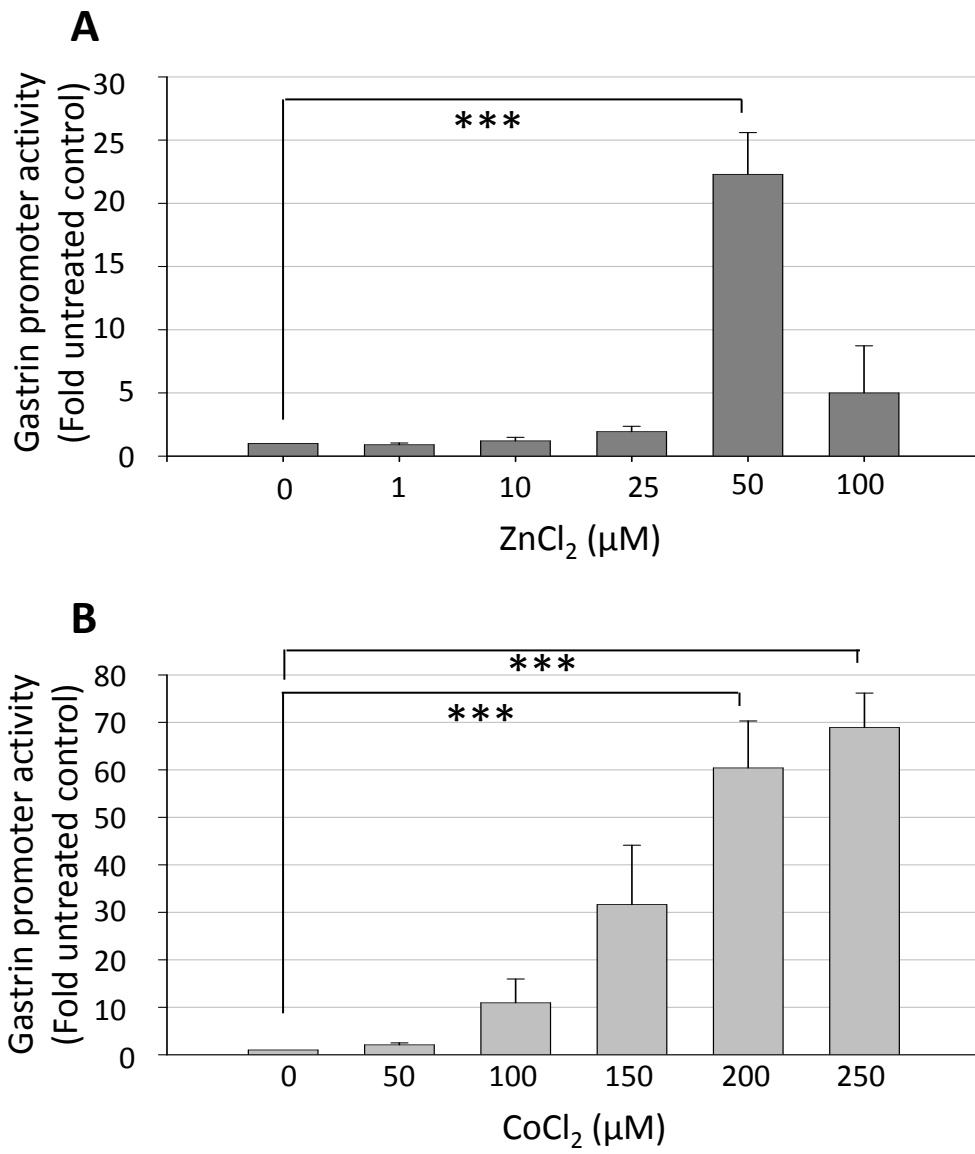 A
Gastrin promoter activity
(Fold untreated control)
30
25
20
15
10
5
0
***
0 1 10 25 50 100
ZnCl₂ (µM)
B
Gastrin promoter activity
(Fold untreated control)
80
70
60
50
40
30
20
10
0
***
***
0 50 100 150 200 250
CoCl₂ (µM)